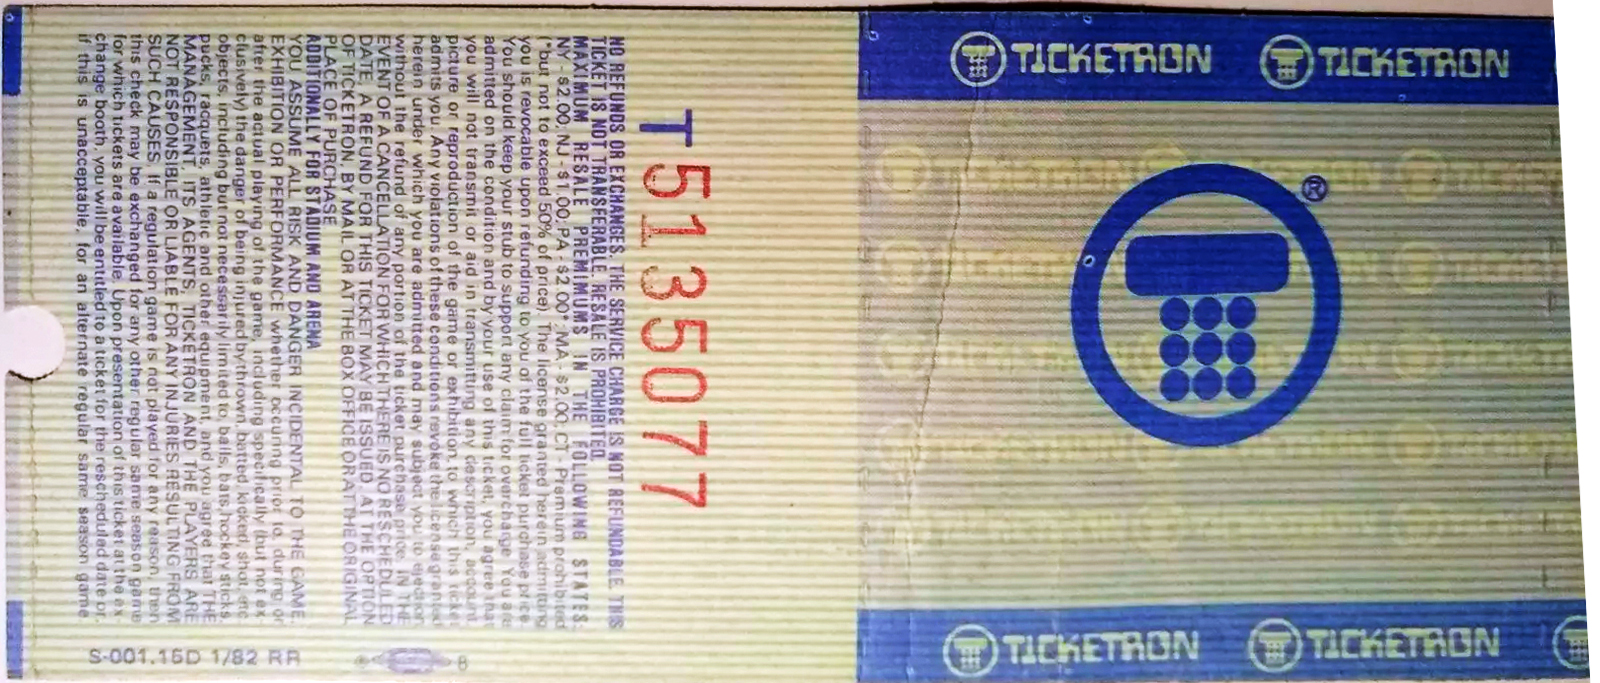 T5135077
NO REFUNDS OR EXCHANGES. THE SERVICE CHARGE IS NOT REFUNDABLE. THIS
TICKET IS NOT TRANSFERABLE. RESALE IS PROHIBITED.
MAXIMUM RESALE PREMIUMS IN THE FOLLOWING STATES:
NY - $2.00; NJ - $1.00; PA - $2.00*; MA - $2.00; CT - Premium prohibited
(*but not to exceed 50% of price). The license granted herein admitting
you is revocable upon refunding to you of the full ticket purchase price.
You should keep your stub to support any claim for overcharge. You are
admitted on the condition, and by your use of this ticket, you agree that
you will not transmit or aid in transmitting any description, account,
picture or reproduction of the game or exhibition to which this ticket
admits you. Any violations of these conditions revoke the license granted
herein under which you are admitted and may subject you to ejection
without the refund of any portion of the ticket purchase price. IN THE
EVENT OF A CANCELLATION FOR WHICH THERE IS NO RESCHEDULED
DATE, A REFUND FOR THIS TICKET MAY BE ISSUED, AT THE OPTION
OF TICKETRON, BY MAIL OR AT THE BOX OFFICE OR AT THE ORIGINAL
PLACE OF PURCHASE
ADDITIONALLY FOR STADIUM AND ARENA
YOU ASSUME ALL RISK AND DANGER INCIDENTAL TO THE GAME,
EXHIBITION OR PERFORMANCE whether occuring prior to, during or
after the actual playing of the game, including specifically (but not ex-
clusively) the danger of being injured by thrown, batted, kicked, shot, etc.
objects, including but not necessarily limited to, balls, bats, hockey sticks,
pucks, racquets, athletic and other equipment, and you agreed that THE
MANAGEMENT, ITS AGENTS, TICKETRON AND THE PLAYERS ARE
NOT RESPONSIBLE OR LIABLE FOR ANY INJURIES RESULTING FROM
SUCH CAUSES. If a regulation game is not played for any reason, then
this check may be exchanged for any other regular same season game
for which tickets are available. Upon presentation of this ticket at the ex-
change booth, you will be entitled to a ticket for the rescheduled date or,
if this is unacceptable, for an alternate regular same season game.
S-001.15D 1/82 RR
TICKETRON TICKETRON
®
TICKETRON TICKETRON